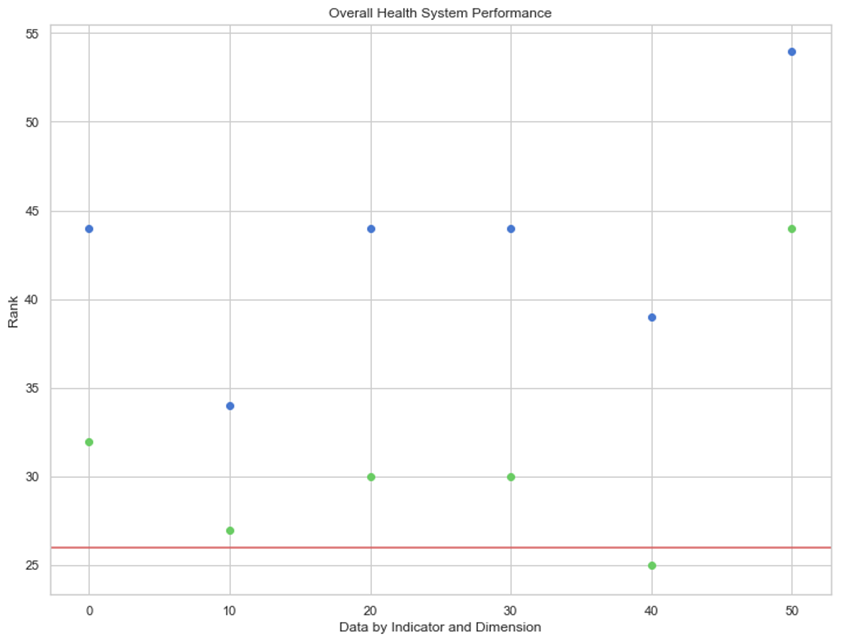 Overall Health System Performance
55
50
45
40
35
30
25
Rank
0 10 20 30 40 50
Data by Indicator and Dimension